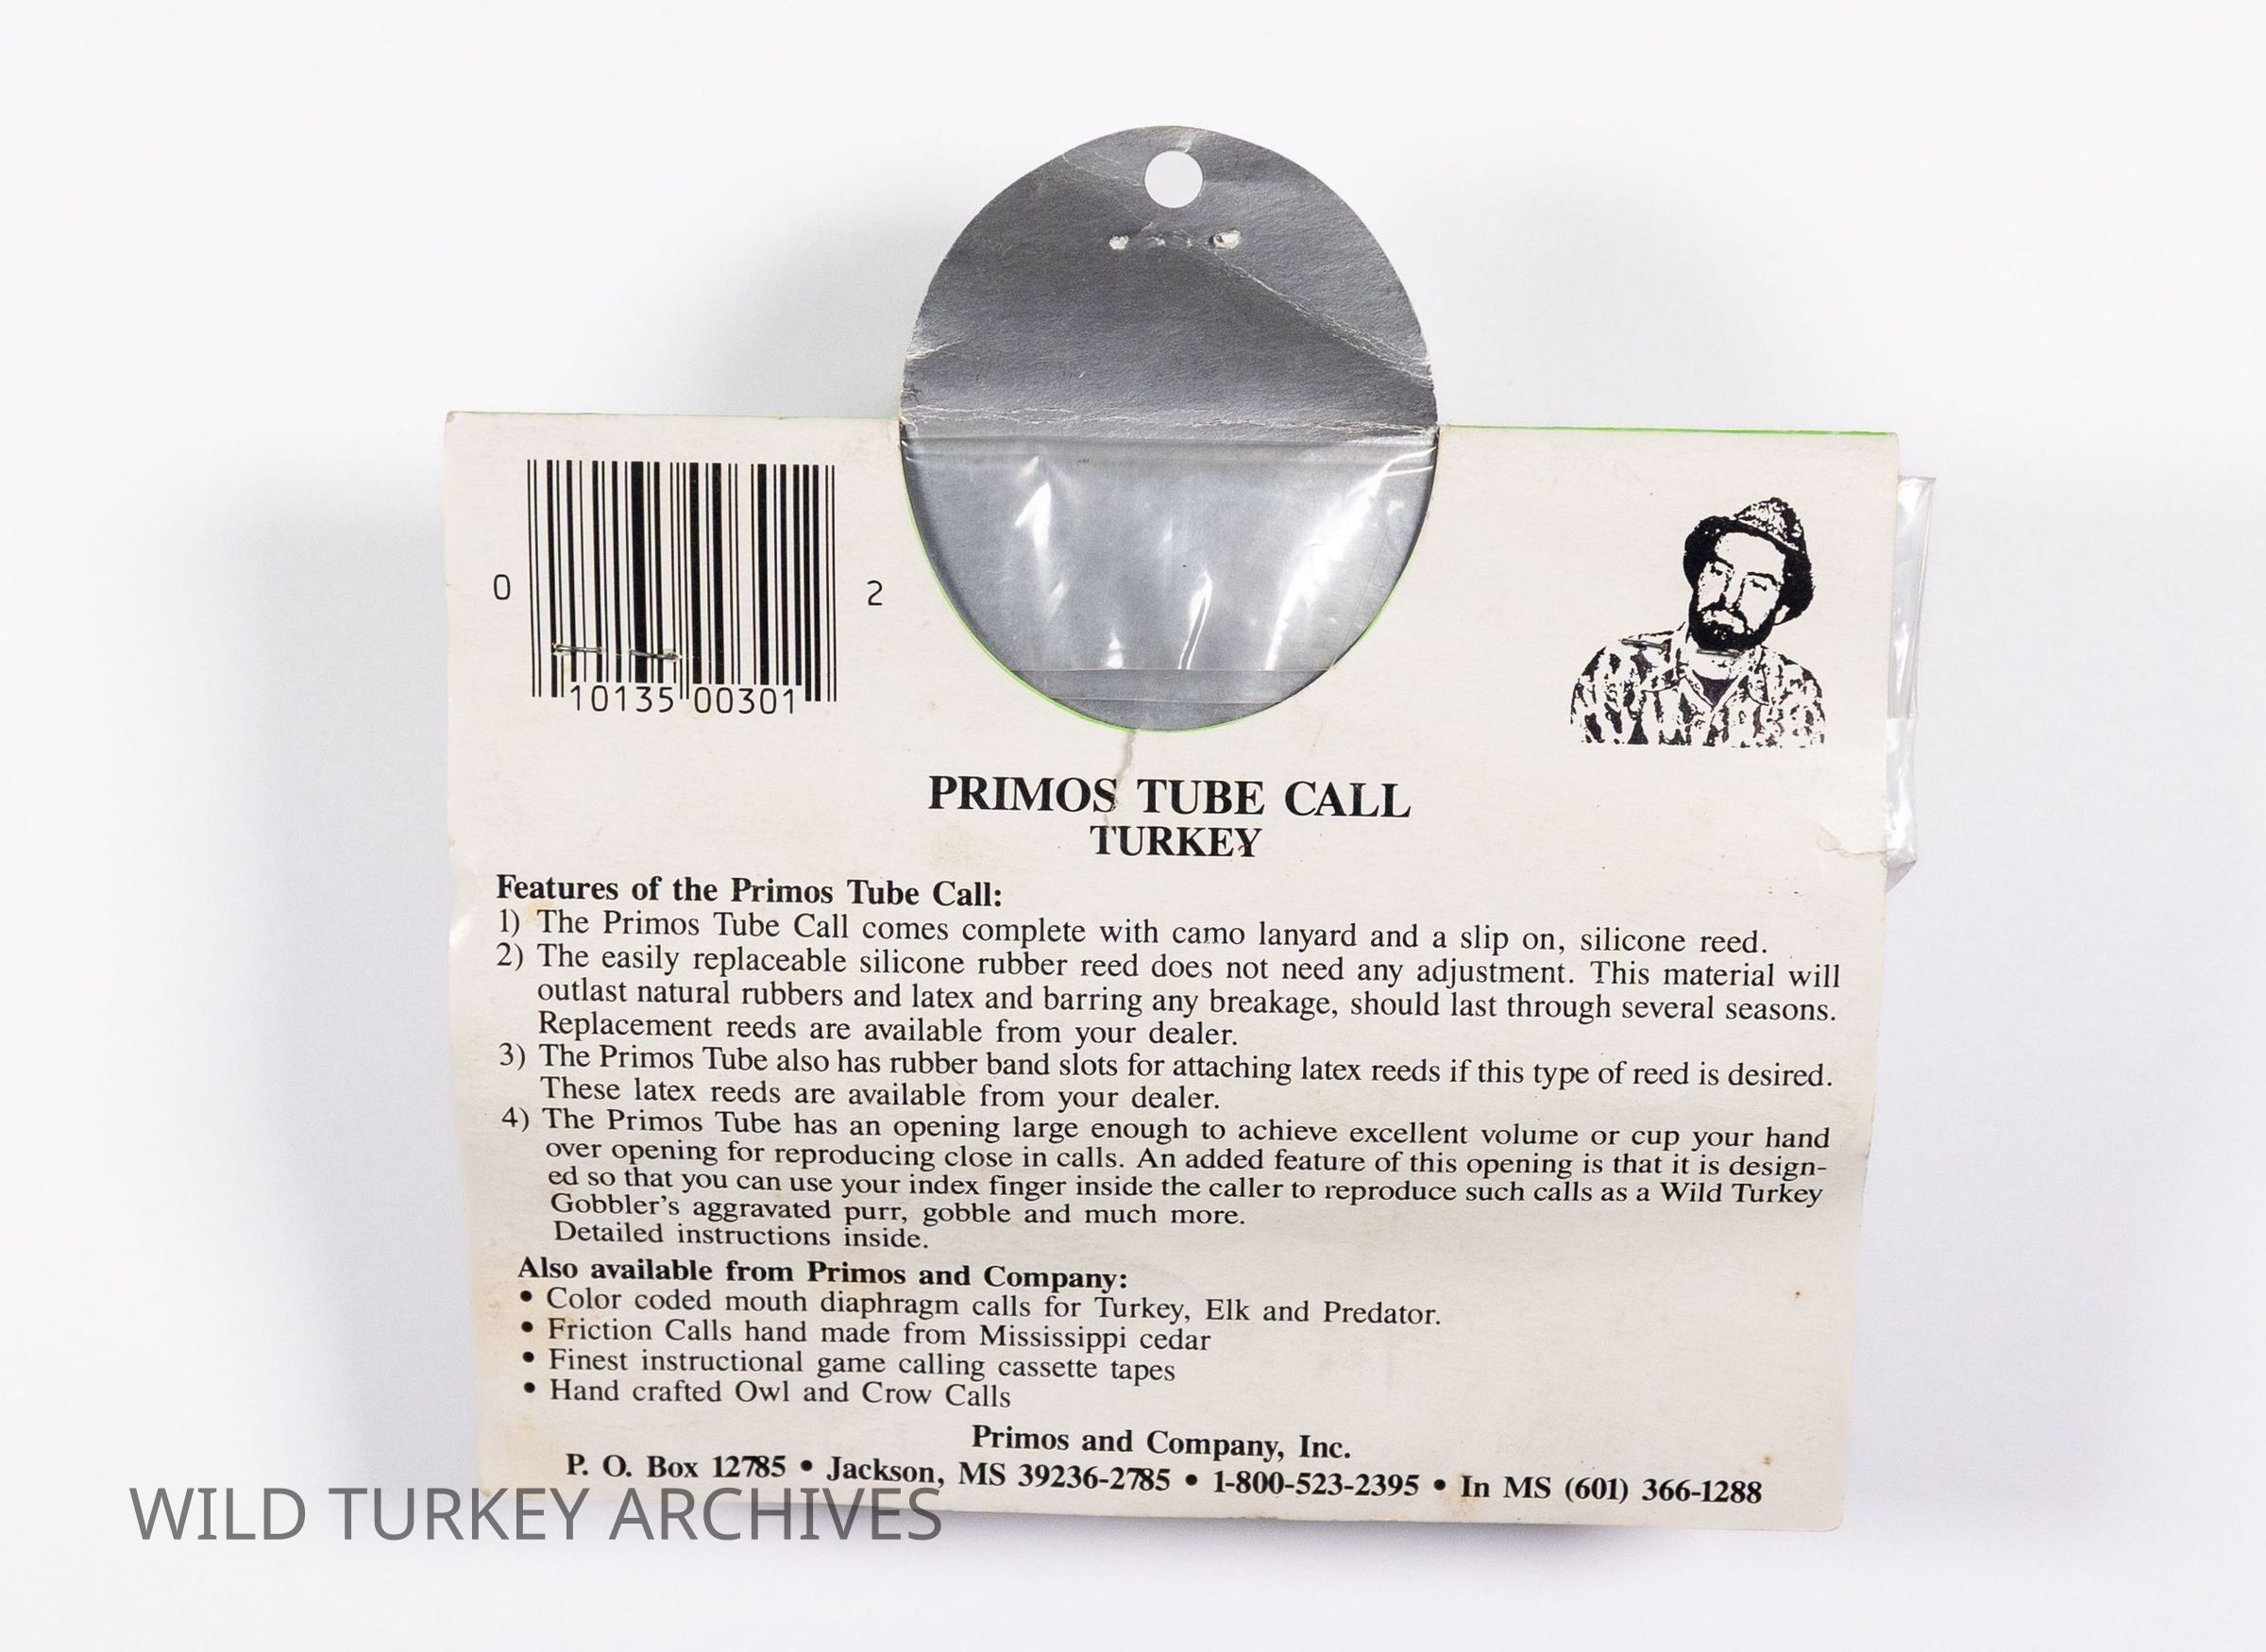 0
2
10135 00301
PRIMOS TUBE CALL
TURKEY
Features of the Primos Tube Call:
1) The Primos Tube Call comes complete with camo lanyard and a slip on, silicone reed.
2) The easily replaceable silicone rubber reed does not need any adjustment. This material will
outlast natural rubbers and latex and barring any breakage, should last through several seasons.
Replacement reeds are available from your dealer.
3) The Primos Tube also has rubber band slots for attaching latex reeds if this type of reed is desired.
These latex reeds are available from your dealer.
4) The Primos Tube has an opening large enough to achieve excellent volume or cup your hand
over opening for reproducing close in calls. An added feature of this opening is that it is design-
ed so that you can use your index finger inside the caller to reproduce such calls as a Wild Turkey
Gobbler's aggravated purr, gobble and much more.
Detailed instructions inside.
Also available from Primos and Company:
• Color coded mouth diaphragm calls for Turkey, Elk and Predator.
• Friction Calls hand made from Mississippi cedar
• Finest instructional game calling cassette tapes
• Hand crafted Owl and Crow Calls
Primos and Company, Inc.
P. O. Box 12785 • Jackson, MS 39236-2785 • 1-800-523-2395 • In MS (601) 366-1288
WILD TURKEY ARCHIVES